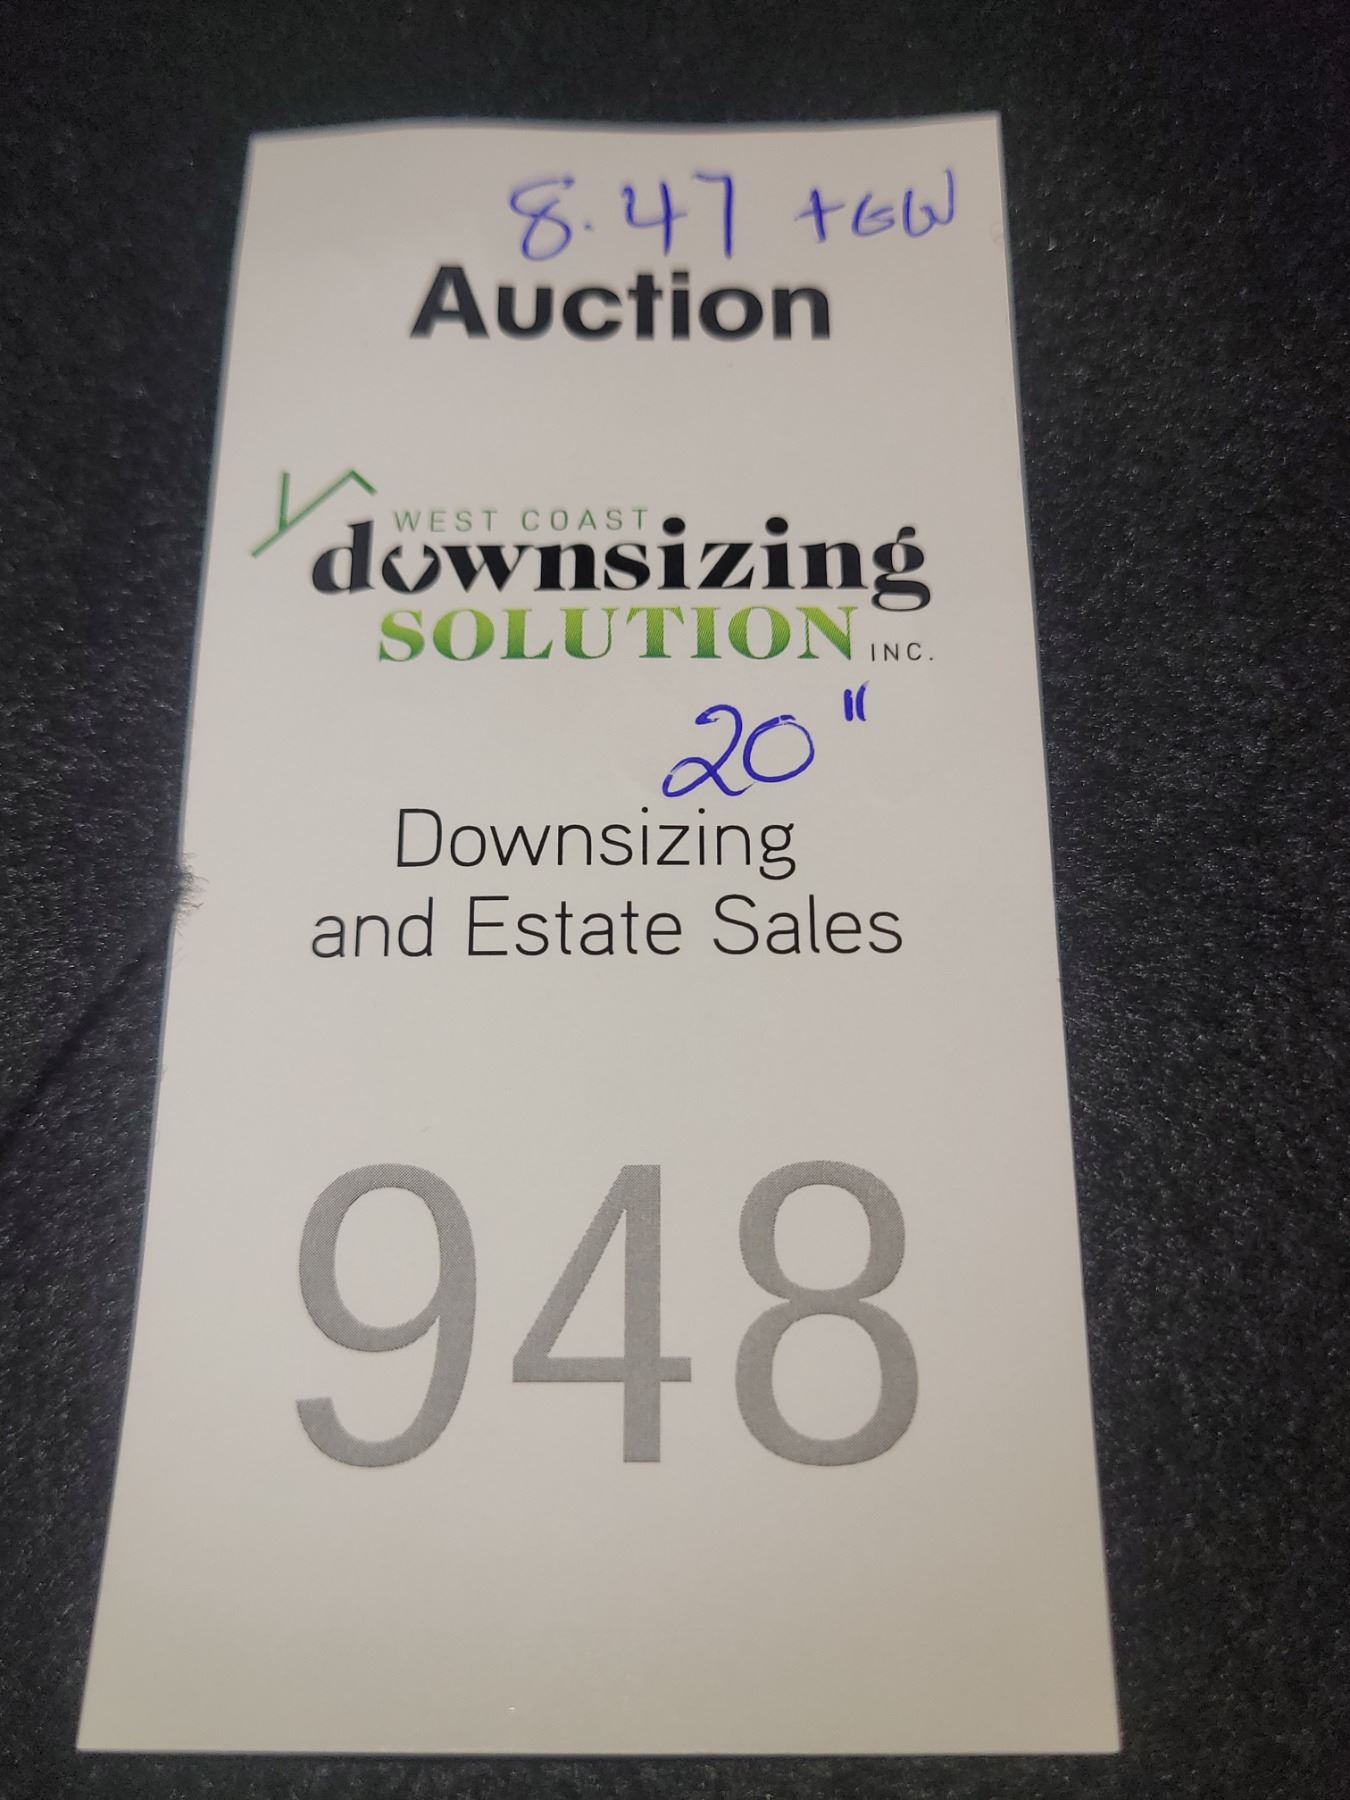 8.47 TGW
Auction
WEST COAST
downsizing
SOLUTION INC.
20"
Downsizing
and Estate Sales
948